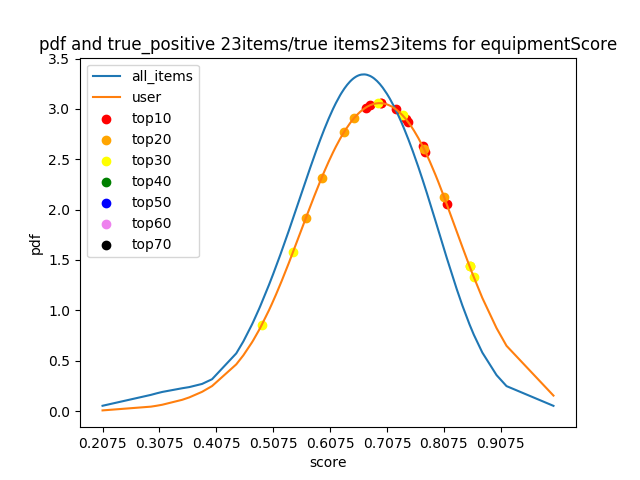 pdf and true_positive 23items/true items23items for equipmentScore
all_items
user
top10
top20
top30
top40
top50
top60
top70
3.5
3.0
2.5
2.0
1.5
1.0
0.5
0.0
pdf
0.2075 0.3075 0.4075 0.5075 0.6075 0.7075 0.8075 0.9075
score